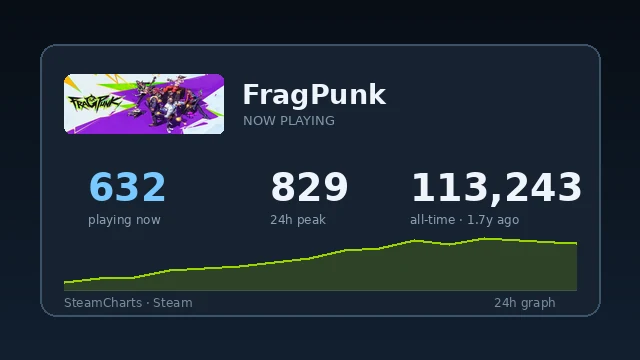 FRAGPUNK
FragPunk
NOW PLAYING
632 829 113,243
playing now 24h peak all-time · 1.7y ago
SteamCharts · Steam 24h graph